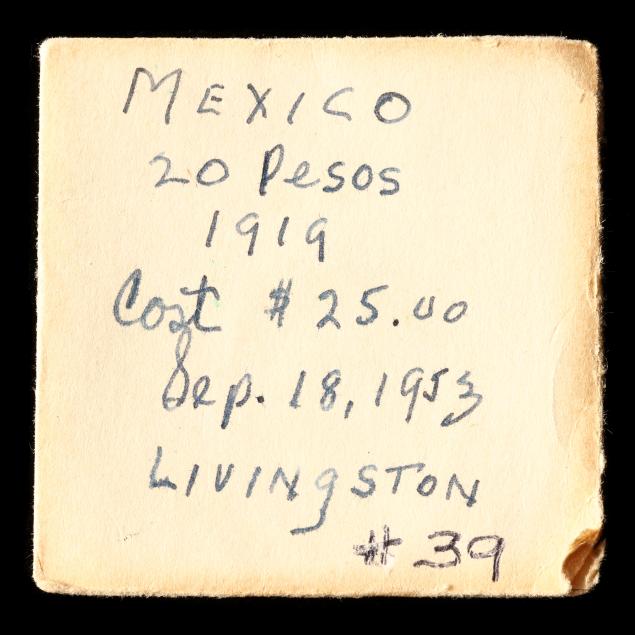 MEXICO
20 Pesos
1919
Cost $25.00
Sep. 18, 1953
LIVINgSTON
#39